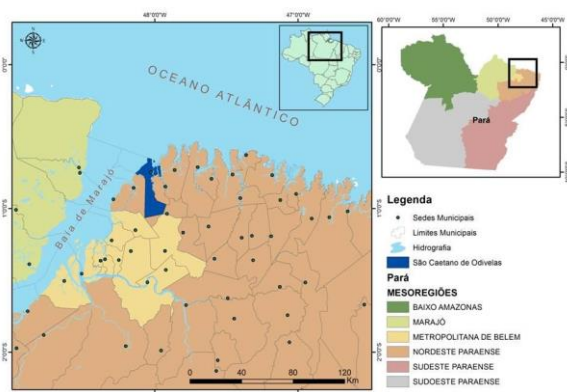 48°0'0"W
47°0'0"W
0°0'0"
1°0'0"S
2°0'0"S
OCEANO ATLÂNTICO
Baía de Marajó
0 20 40 80 120
Km
60°0'0"W 55°0'0"W 50°0'0"W 45°0'0"W
Pará
Legenda
Sedes Municipais
Limites Municipais
Hidrografia
São Caetano de Odivelas
Pará
MESOREGIÕES
BAIXO AMAZONAS
MARAJÓ
METROPOLITANA DE BELEM
NORDESTE PARAENSE
SUDESTE PARAENSE
SUDOESTE PARAENSE